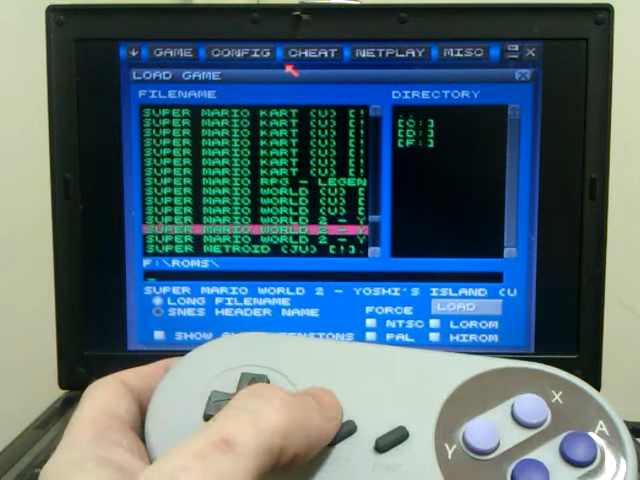 GAME CONFIG CHEAT NETPLAY MISC
LOAD GAME
FILENAME DIRECTORY
SUPER MARIO KART (U) [!
SUPER MARIO KART (U) [!
SUPER MARIO KART (U) [!
SUPER MARIO KART (U) [!
SUPER MARIO KART (U) [!
SUPER MARIO KART (U) [!
SUPER MARIO KART (U) [!
SUPER MARIO RPG - LEGEN
SUPER MARIO WORLD (U) [
SUPER MARIO WORLD (U) [
SUPER MARIO WORLD (U) [
SUPER MARIO WORLD 2 - Y
SUPER MARIO WORLD 2 - Y
SUPER MARIO WORLD 2 - Y
SUPER METROID (JU) [!].
..
[C:]
[D:]
[F:]
F:\ROMS\
SUPER MARIO WORLD 2 - YOSHI'S ISLAND (U
LONG FILENAME
SNES HEADER NAME
SHOW
FORCE
LOAD
NTSC LOROM
PAL HIROM
X
Y
A